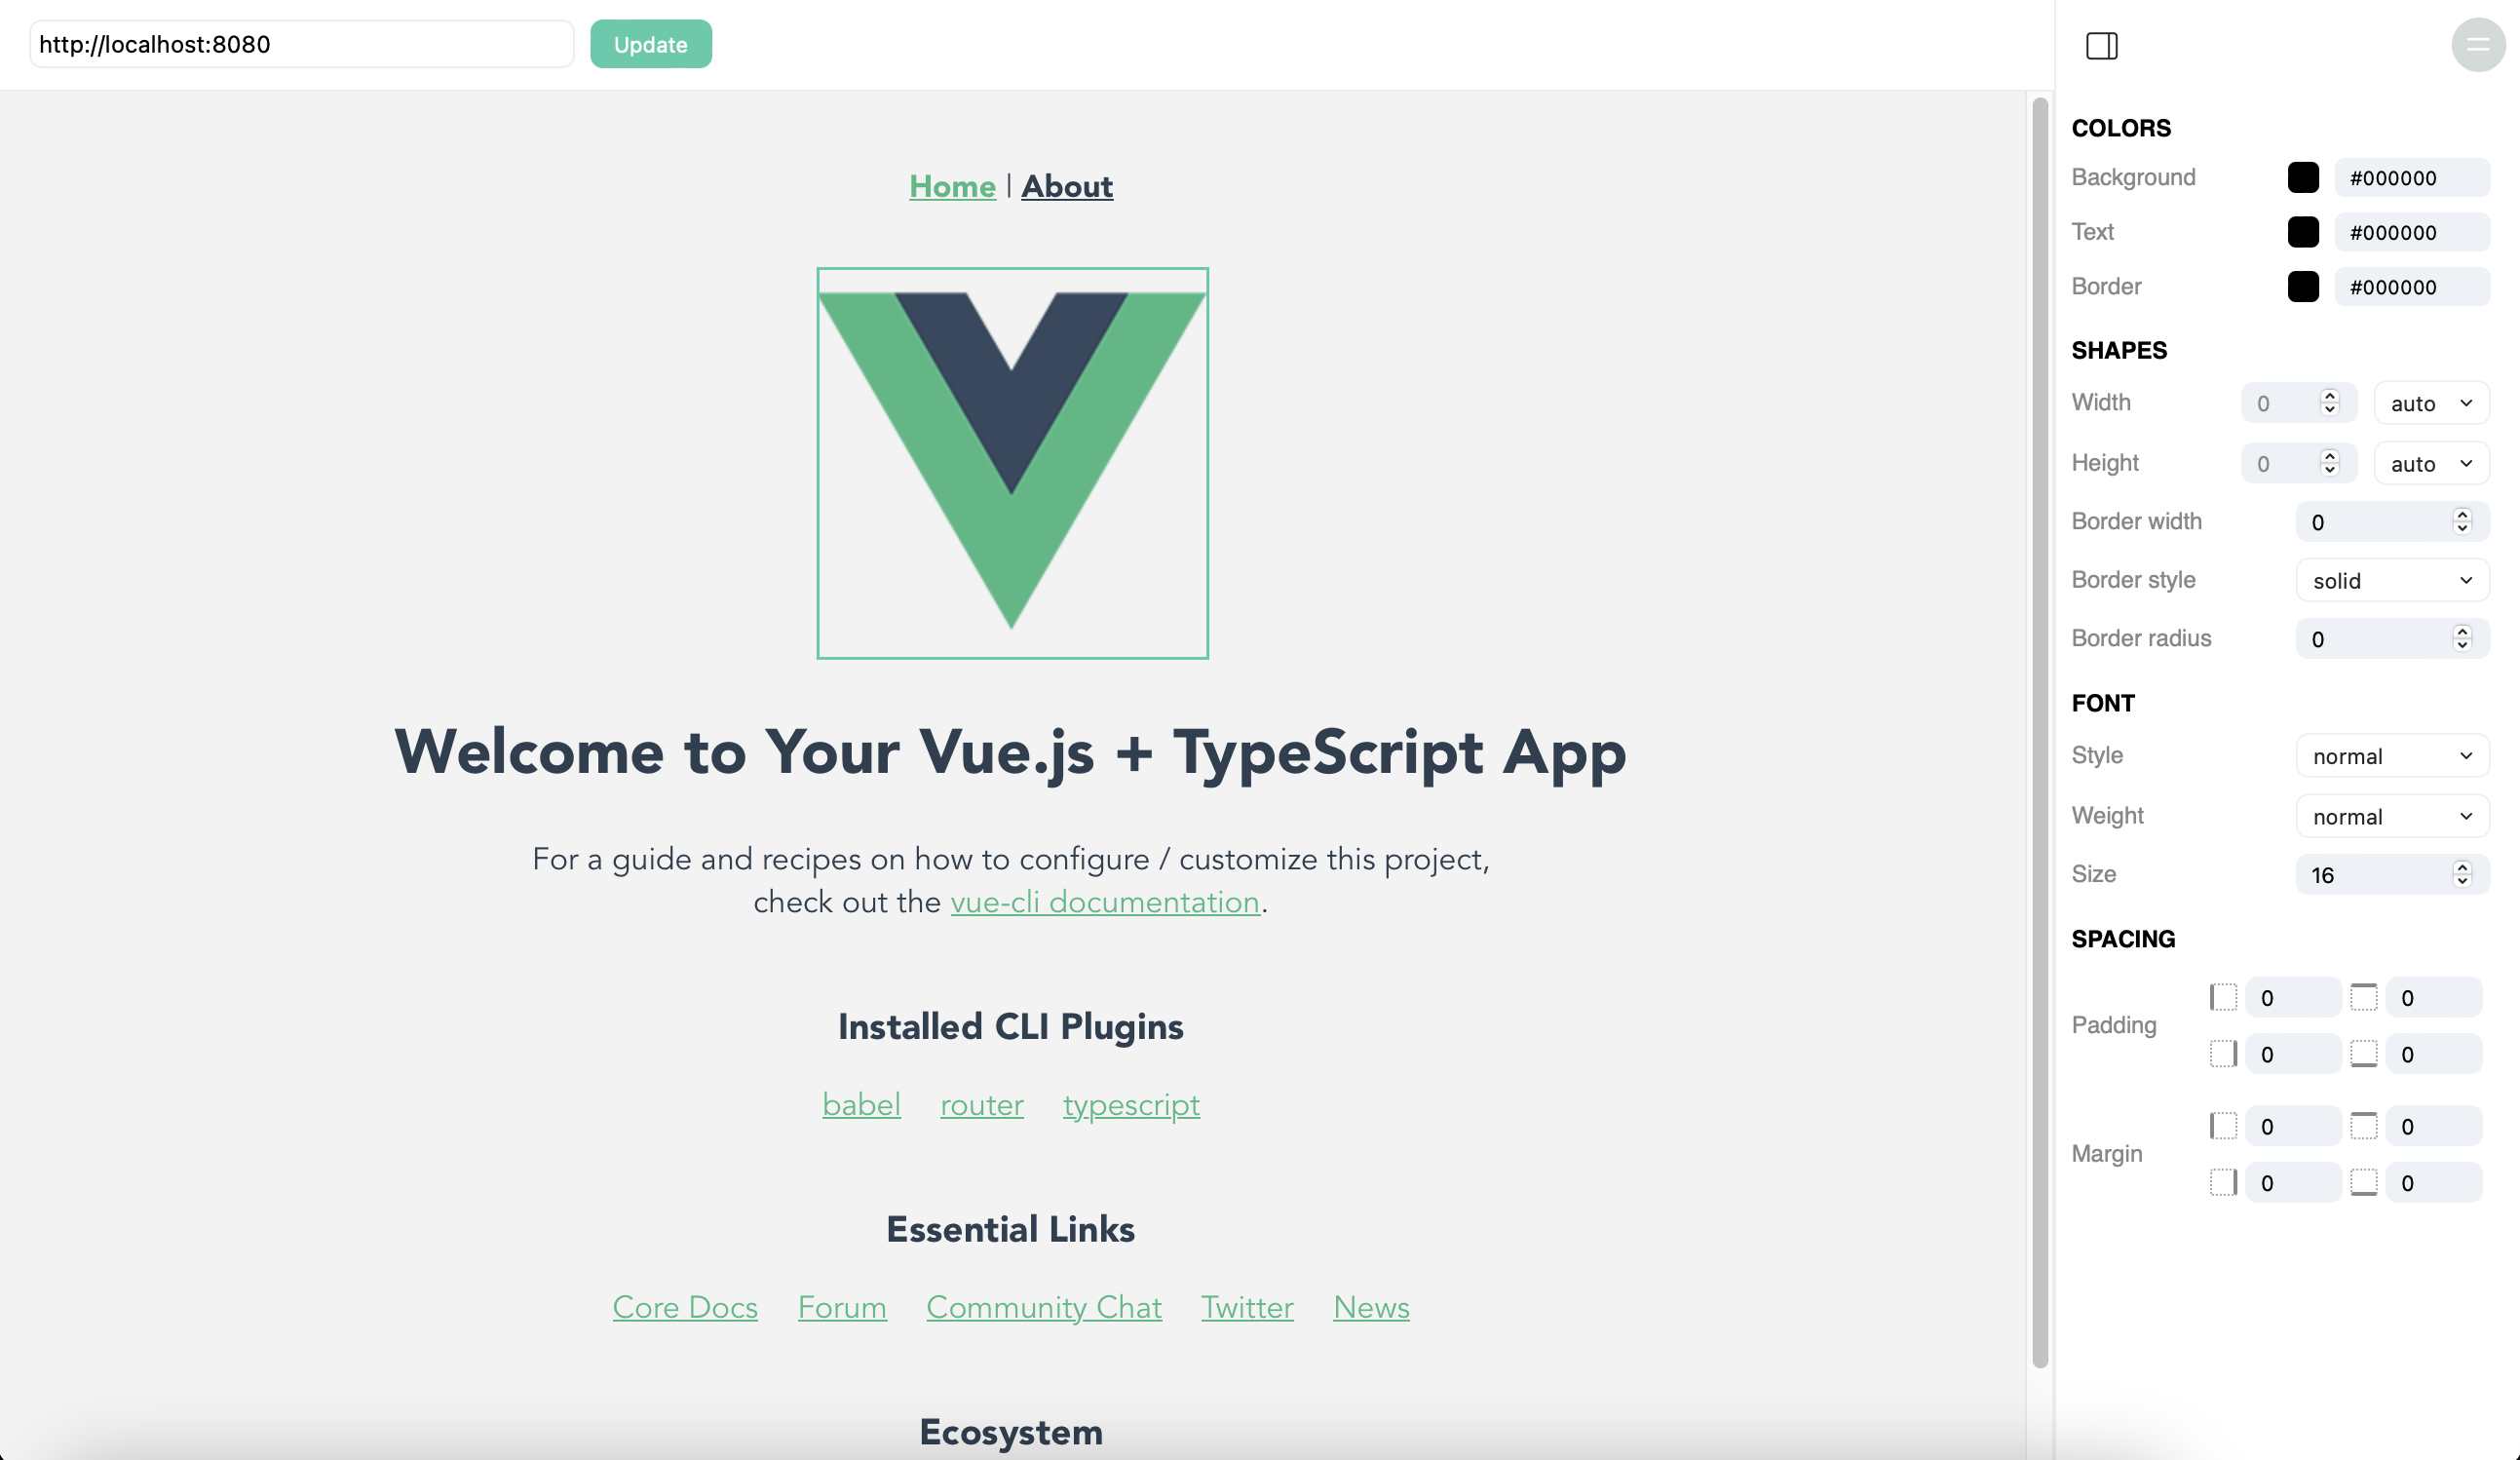 http://localhost:8080 Update
Home | About
Welcome to Your Vue.js + TypeScript App
For a guide and recipes on how to configure / customize this project,
check out the vue-cli documentation.
Installed CLI Plugins
babel router typescript
Essential Links
Core Docs Forum Community Chat Twitter News
Ecosystem
COLORS
Background #000000
Text #000000
Border #000000
SHAPES
Width 0 auto
Height 0 auto
Border width 0
Border style solid
Border radius 0
FONT
Style normal
Weight normal
Size 16
SPACING
0 0
Padding
0 0
0 0
Margin
0 0